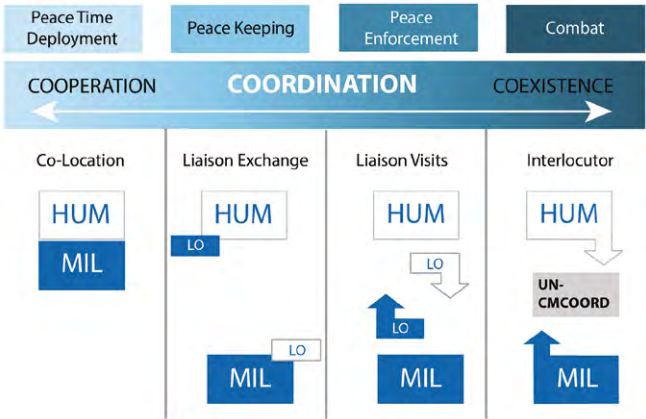 Peace Time
Deployment
Peace Keeping
Peace
Enforcement
Combat
COOPERATION
COORDINATION
COEXISTENCE
Co-Location
Liaison Exchange
Liaison Visits
Interlocutor
HUM
MIL
HUM
LO
LO
MIL
HUM
LO
LO
MIL
HUM
UN-
CMCOORD
MIL